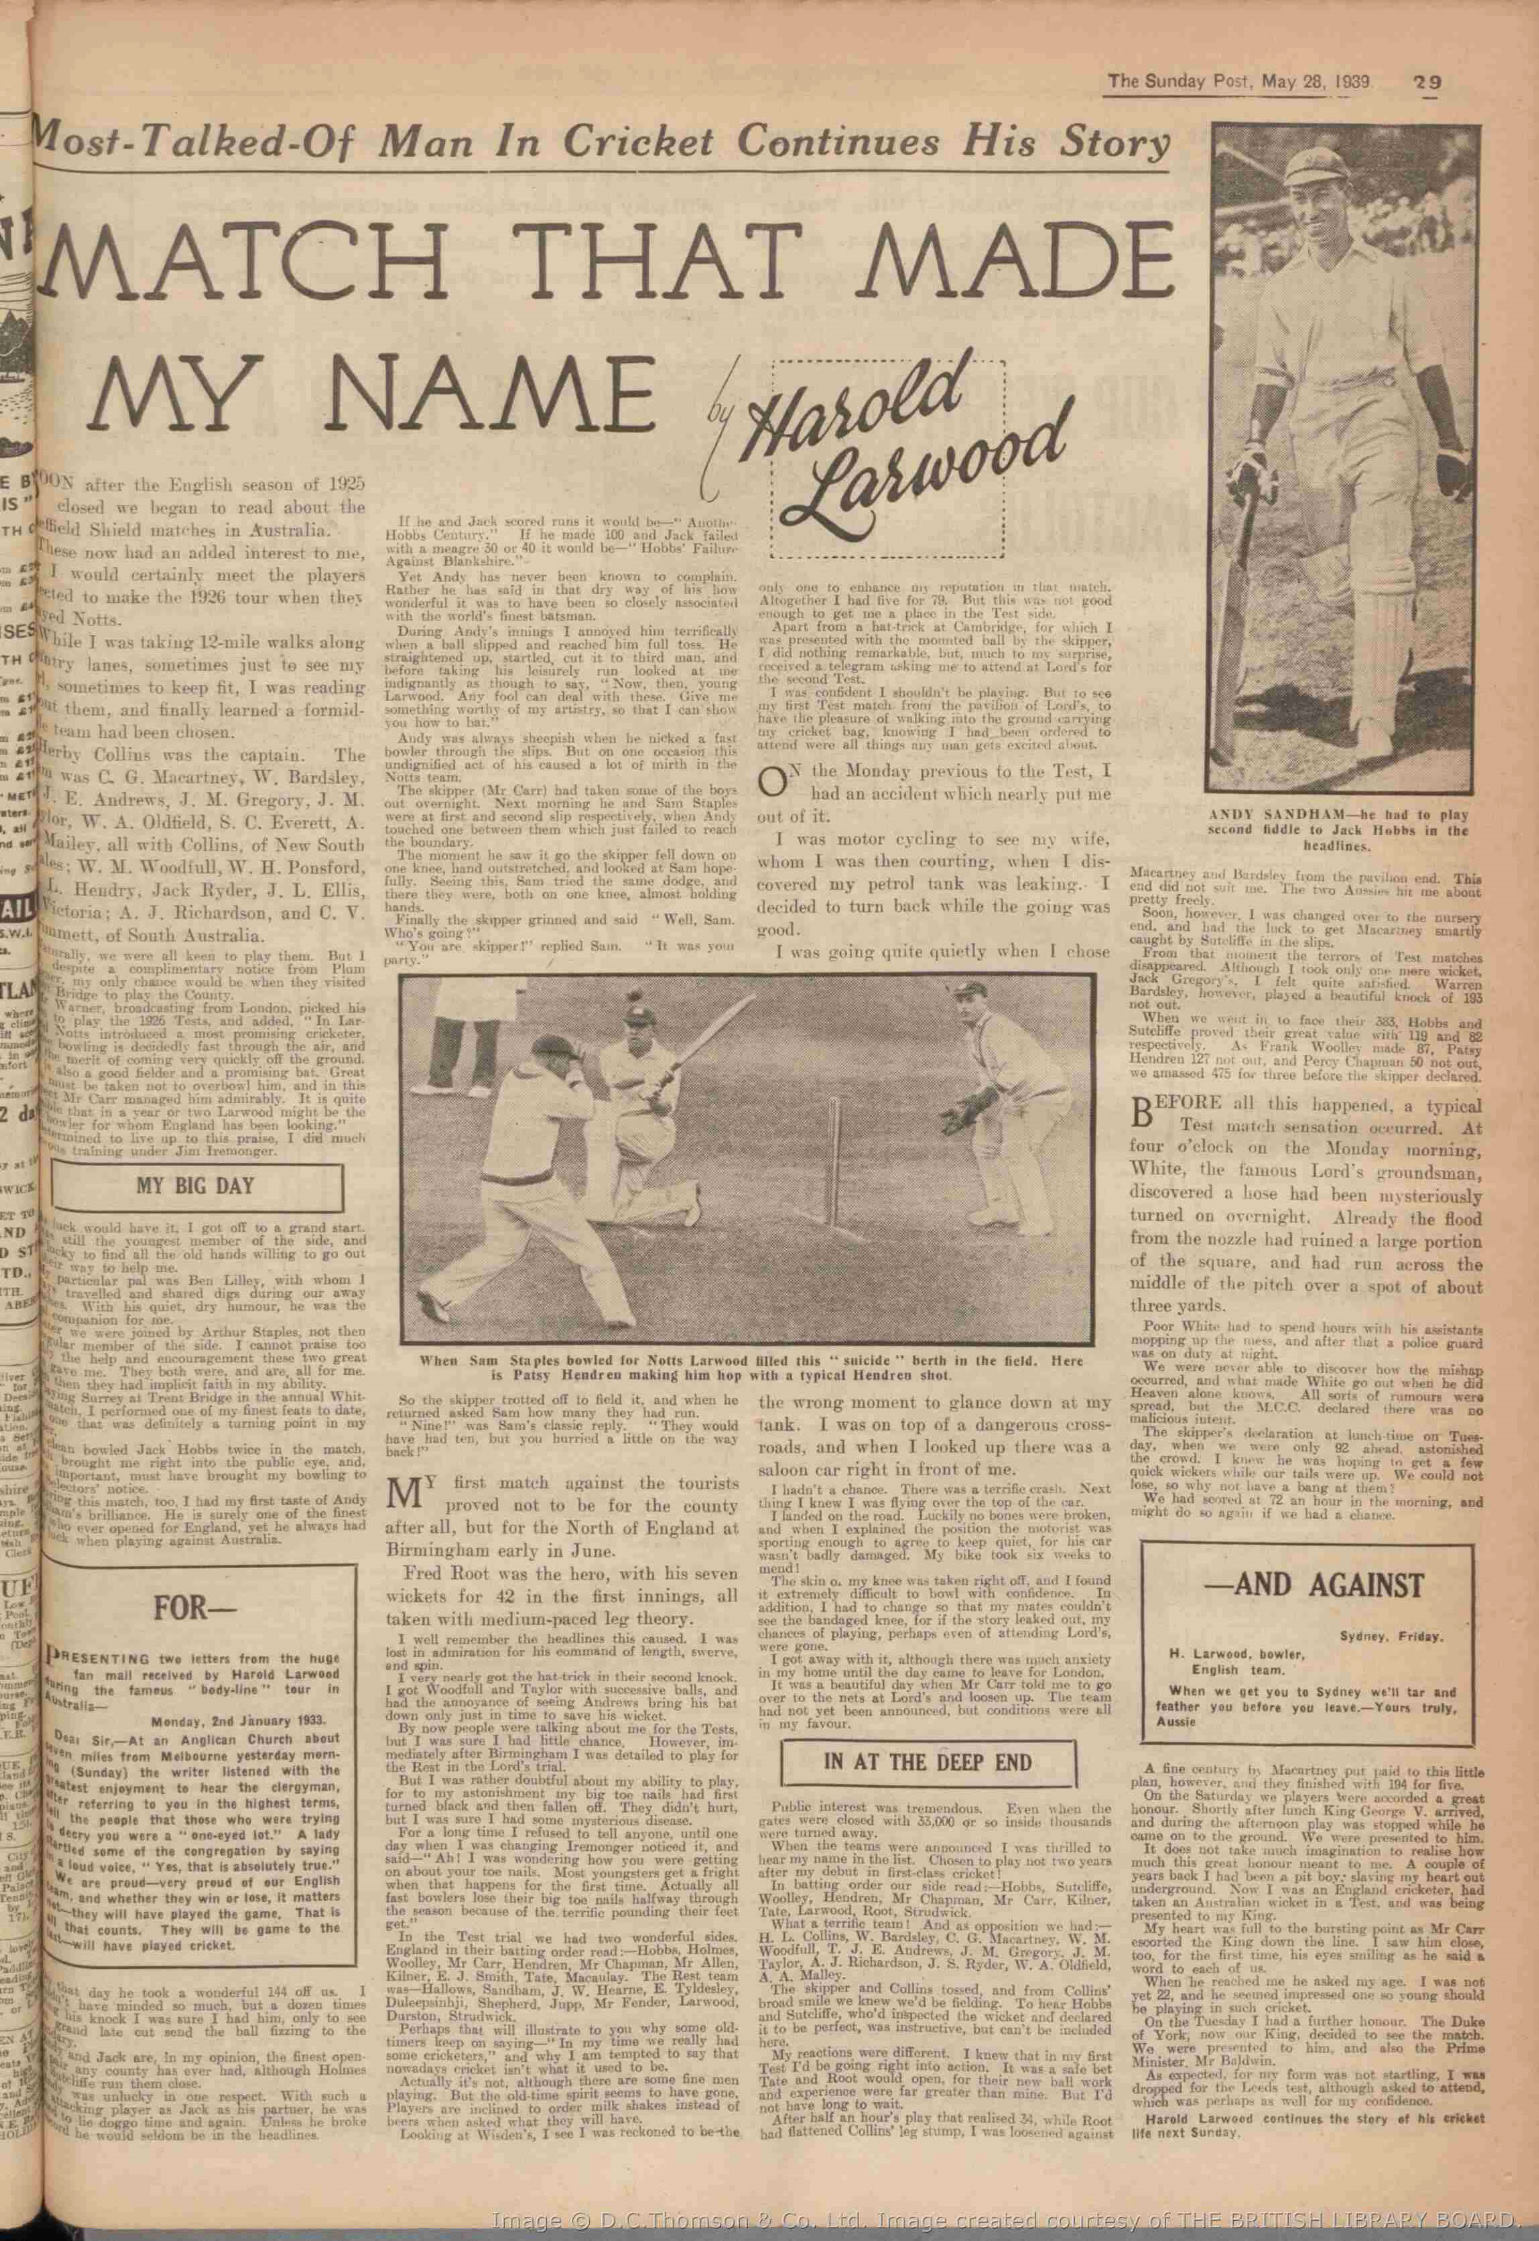 The Sunday Post, May 28, 1939 29
Most-Talked-Of Man In Cricket Continues His Story
MATCH THAT MADE
MY NAME by Harold
Larwood
after the English season of 1925
closed we began to read about the
Shield matches in Australia.
These now had an added interest to me,
I would certainly meet the players
to make the 1926 tour when they
Notts.
While I was taking 12-mile walks along
lanes, sometimes just to see my
sometimes to keep fit, I was reading
them, and finally learned a formid-
team had been chosen.
Herby Collins was the captain. The
was C. G. Macartney, W. Bardsley,
J. E. Andrews, J. M. Gregory, J. M.
W. A. Oldfield, S. C. Everett, A.
Mailey, all with Collins, of New South
W. M. Woodfull, W. H. Ponsford,
L. Hendry, Jack Ryder, J. L. Ellis,
Victoria; A. J. Richardson, and C. V.
of South Australia.
we were all keen to play them. But I
despite a complimentary notice from Plum
my only chance would be when they visited
Bridge to play the County.
Warner, broadcasting from London, picked his
to play the 1926 Tests, and added, "In Lar-
Notts introduced a most promising cricketer.
bowling is decidedly fast through the air, and
the merit of coming very quickly off the ground.
also a good fielder and a promising bat. Great
must be taken not to overbowl him, and in this
Mr Carr managed him admirably. It is quite
that in a year or two Larwood might be the
for whom England has been looking."
to live up to this praise, I did much
training under Jim Iremonger.
MY BIG DAY
luck would have it, I got off to a grand start.
still the youngest member of the side, and
to find all the old hands willing to go out
way to help me.
particular pal was Ben Lilley, with whom I
travelled and shared digs during our away
With his quiet, dry humour, he was the
companion for me.
we were joined by Arthur Staples, not then
member of the side. I cannot praise too
the help and encouragement these two great
gave me. They both were, and are, all for me.
then they had implicit faith in my ability.
Surrey at Trent Bridge in the annual Whit-
I performed one of my finest feats to date,
one that was definitely a turning point in my
bowled Jack Hobbs twice in the match,
brought me right into the public eye, and,
important, must have brought my bowling to
notice.
this match, too, I had my first taste of Andy
brilliance. He is surely one of the finest
who ever opened for England, yet he always had
when playing against Australia.
FOR—
PRESENTING two letters from the huge
fan mail received by Harold Larwood
during the famous "body-line" tour in
Australia—
Monday, 2nd January 1933.
Dear Sir,—At an Anglican Church about
miles from Melbourne yesterday morn-
(Sunday) the writer listened with the
greatest enjoyment to hear the clergyman,
after referring to you in the highest terms,
tell the people that those who were trying
to decry you were a "one-eyed lot." A lady
startled some of the congregation by saying
in a loud voice, "Yes, that is absolutely true."
We are proud—very proud of our English
and whether they win or lose, it matters
not—they will have played the game. That is
all that counts. They will be game to the
last—will have played cricket.
that day he took a wonderful 144 off us. I
have minded so much, but a dozen times
his knock I was sure I had him, only to see
late cut send the ball fizzing to the
and Jack are, in my opinion, the finest open-
any county has ever had, although Holmes
run them close.
was unlucky in one respect. With such a
player as Jack as his partner, he was
to lie doggo time and again. Unless he broke
he would seldom be in the headlines.
If he and Jack scored runs it would be—"Another
Hobbs Century." If he made 100 and Jack failed
with a meagre 30 or 40 it would be—"Hobbs' Failure
Against Blankshire."
Yet Andy has never been known to complain.
Rather he has said in that dry way of his how
wonderful it was to have been so closely associated
with the world's finest batsman.
During Andy's innings I annoyed him terrifically
when a ball slipped and reached him full toss. He
straightened up, startled, cut it to third man, and
before taking his leisurely run looked at me
indignantly as though to say, "Now, then, young
Larwood. Any fool can deal with these. Give me
something worthy of my artistry, so that I can show
you how to bat."
Andy was always sheepish when he nicked a fast
bowler through the slips. But on one occasion this
undignified act of his caused a lot of mirth in the
Notts team.
The skipper (Mr Carr) had taken some of the boys
out overnight. Next morning he and Sam Staples
were at first and second slip respectively, when Andy
touched one between them which just failed to reach
the boundary.
The moment he saw it go the skipper fell down on
one knee, hand outstretched, and looked at Sam hope-
fully. Seeing this, Sam tried the same dodge, and
there they were, both on one knee, almost holding
hands.
Finally the skipper grinned and said "Well, Sam.
Who's going?"
"You are skipper!" replied Sam. "It was your
party."
When Sam Staples bowled for Notts Larwood filled this "suicide" berth in the field. Here
is Patsy Hendren making him hop with a typical Hendren shot.
So the skipper trotted off to field it, and when he
returned asked Sam how many they had run.
"Nine!" was Sam's classic reply. "They would
have had ten, but you hurried a little on the way
back!"
MY first match against the tourists
proved not to be for the county
after all, but for the North of England at
Birmingham early in June.
Fred Root was the hero, with his seven
wickets for 42 in the first innings, all
taken with medium-paced leg theory.
I well remember the headlines this caused. I was
lost in admiration for his command of length, swerve,
and spin.
I very nearly got the hat-trick in their second knock.
I got Woodfull and Taylor with successive balls, and
had the annoyance of seeing Andrews bring his bat
down only just in time to save his wicket.
By now people were talking about me for the Tests,
but I was sure I had little chance. However, im-
mediately after Birmingham I was detailed to play for
the Rest in the Lord's trial.
But I was rather doubtful about my ability to play,
for to my astonishment my big toe nails had first
turned black and then fallen off. They didn't hurt,
but I was sure I had some mysterious disease.
For a long time I refused to tell anyone, until one
day when I was changing Iremonger noticed it, and
said—"Ah! I was wondering how you were getting
on about your toe nails. Most youngsters get a fright
when that happens for the first time. Actually all
fast bowlers lose their big toe nails halfway through
the season because of the terrific pounding their feet
get."
In the Test trial we had two wonderful sides.
England in their batting order read:—Hobbs, Holmes,
Woolley, Mr Carr, Hendren, Mr Chapman, Mr Allen,
Kilner, E. J. Smith, Tate, Macaulay. The Rest team
was—Hallows, Sandham, J. W. Hearne, E. Tyldesley,
Duleepsinhji, Shepherd, Jupp, Mr Fender, Larwood,
Durston, Strudwick.
Perhaps that will illustrate to you why some old-
timers keep on saying—"In my time we really had
some cricketers," and why I am tempted to say that
nowadays cricket isn't what it used to be.
Actually it's not, although there are some fine men
playing. But the old-time spirit seems to have gone.
Players are inclined to order milk shakes instead of
beers when asked what they will have.
Looking at Wisden's, I see I was reckoned to be the
only one to enhance my reputation in that match.
Altogether I had five for 79. But this was not good
enough to get me a place in the Test side.
Apart from a hat-trick at Cambridge, for which I
was presented with the mounted ball by the skipper,
I did nothing remarkable, but, much to my surprise,
received a telegram asking me to attend at Lord's for
the second Test.
I was confident I shouldn't be playing. But to see
my first Test match from the pavilion of Lord's, to
have the pleasure of walking into the ground carrying
my cricket bag, knowing I had been ordered to
attend were all things any man gets excited about.
ON the Monday previous to the Test, I
had an accident which nearly put me
out of it.
I was motor cycling to see my wife,
whom I was then courting, when I dis-
covered my petrol tank was leaking. I
decided to turn back while the going was
good.
I was going quite quietly when I chose
the wrong moment to glance down at my
tank. I was on top of a dangerous cross-
roads, and when I looked up there was a
saloon car right in front of me.
I hadn't a chance. There was a terrific crash. Next
thing I knew I was flying over the top of the car.
I landed on the road. Luckily no bones were broken,
and when I explained the position the motorist was
sporting enough to agree to keep quiet, for his car
wasn't badly damaged. My bike took six weeks to
mend!
The skin o. my knee was taken right off, and I found
it extremely difficult to bowl with confidence. In
addition, I had to change so that my mates couldn't
see the bandaged knee, for if the story leaked out, my
chances of playing, perhaps even of attending Lord's,
were gone.
I got away with it, although there was much anxiety
in my home until the day came to leave for London.
It was a beautiful day when Mr Carr told me to go
over to the nets at Lord's and loosen up. The team
had not yet been announced, but conditions were all
in my favour.
IN AT THE DEEP END
Public interest was tremendous. Even when the
gates were closed with 35,000 or so inside thousands
were turned away.
When the teams were announced I was thrilled to
hear my name in the list. Chosen to play not two years
after my debut in first-class cricket!
In batting order our side read:—Hobbs, Sutcliffe,
Woolley, Hendren, Mr Chapman, Mr Carr, Kilner,
Tate, Larwood, Root, Strudwick.
What a terrific team! And as opposition we had:—
H. L. Collins, W. Bardsley, C. G. Macartney, W. M.
Woodfull, T. J. E. Andrews, J. M. Gregory, J. M.
Taylor, A. J. Richardson, J. S. Ryder, W. A. Oldfield,
A. A. Malley.
The skipper and Collins tossed, and from Collins'
broad smile we knew we'd be fielding. To hear Hobbs
and Sutcliffe, who'd inspected the wicket and declared
it to be perfect, was instructive, but can't be included
here.
My reactions were different. I knew that in my first
Test I'd be going right into action. It was a safe bet
Tate and Root would open, for their new ball work
and experience were far greater than mine. But I'd
not have long to wait.
After half an hour's play that realised 34, while Root
had flattened Collins' leg stump, I was loosened against
ANDY SANDHAM—he had to play
second fiddle to Jack Hobbs in the
headlines.
Macartney and Bardsley from the pavilion end. This
end did not suit me. The two Aussies hit me about
pretty freely.
Soon, however, I was changed over to the nursery
end, and had the luck to get Macartney smartly
caught by Sutcliffe in the slips.
From that moment the terrors of Test matches
disappeared. Although I took only one more wicket,
Jack Gregory's, I felt quite satisfied. Warren
Bardsley, however, played a beautiful knock of 193
not out.
When we went in to face their 383, Hobbs and
Sutcliffe proved their great value with 119 and 82
respectively. As Frank Woolley made 87, Patsy
Hendren 127 not out, and Percy Chapman 50 not out,
we amassed 475 for three before the skipper declared.
BEFORE all this happened, a typical
Test match sensation occurred. At
four o'clock on the Monday morning,
White, the famous Lord's groundsman,
discovered a hose had been mysteriously
turned on overnight. Already the flood
from the nozzle had ruined a large portion
of the square, and had run across the
middle of the pitch over a spot of about
three yards.
Poor White had to spend hours with his assistants
mopping up the mess, and after that a police guard
was on duty at night.
We were never able to discover how the mishap
occurred, and what made White go out when he did
Heaven alone knows. All sorts of rumours were
spread, but the M.C.C. declared there was no
malicious intent.
The skipper's declaration at lunch-time on Tues-
day, when we were only 92 ahead, astonished
the crowd. I knew he was hoping to get a few
quick wickets while our tails were up. We could not
lose, so why not have a bang at them?
We had scored at 72 an hour in the morning, and
might do so again if we had a chance.
—AND AGAINST
Sydney, Friday.
H. Larwood, bowler,
English team.
When we get you to Sydney we'll tar and
feather you before you leave.—Yours truly,
Aussie
A fine century by Macartney put paid to this little
plan, however, and they finished with 194 for five.
On the Saturday we players were accorded a great
honour. Shortly after lunch King George V. arrived,
and during the afternoon play was stopped while he
came on to the ground. We were presented to him.
It does not take much imagination to realise how
much this great honour meant to me. A couple of
years back I had been a pit boy; slaving my heart out
underground. Now I was an England cricketer, had
taken an Australian wicket in a Test, and was being
presented to my King.
My heart was full to the bursting point as Mr Carr
escorted the King down the line. I saw him close,
too, for the first time, his eyes smiling as he said a
word to each of us.
When he reached me he asked my age. I was not
yet 22, and he seemed impressed one so young should
be playing in such cricket.
On the Tuesday I had a further honour. The Duke
of York, now our King, decided to see the match.
We were presented to him, and also the Prime
Minister, Mr Baldwin.
As expected, for my form was not startling, I was
dropped for the Leeds test, although asked to attend,
which was perhaps as well for my confidence.
Harold Larwood continues the story of his cricket
life next Sunday.
Image © D.C.Thomson & Co. Ltd. Image created courtesy of THE BRITISH LIBRARY BOARD.